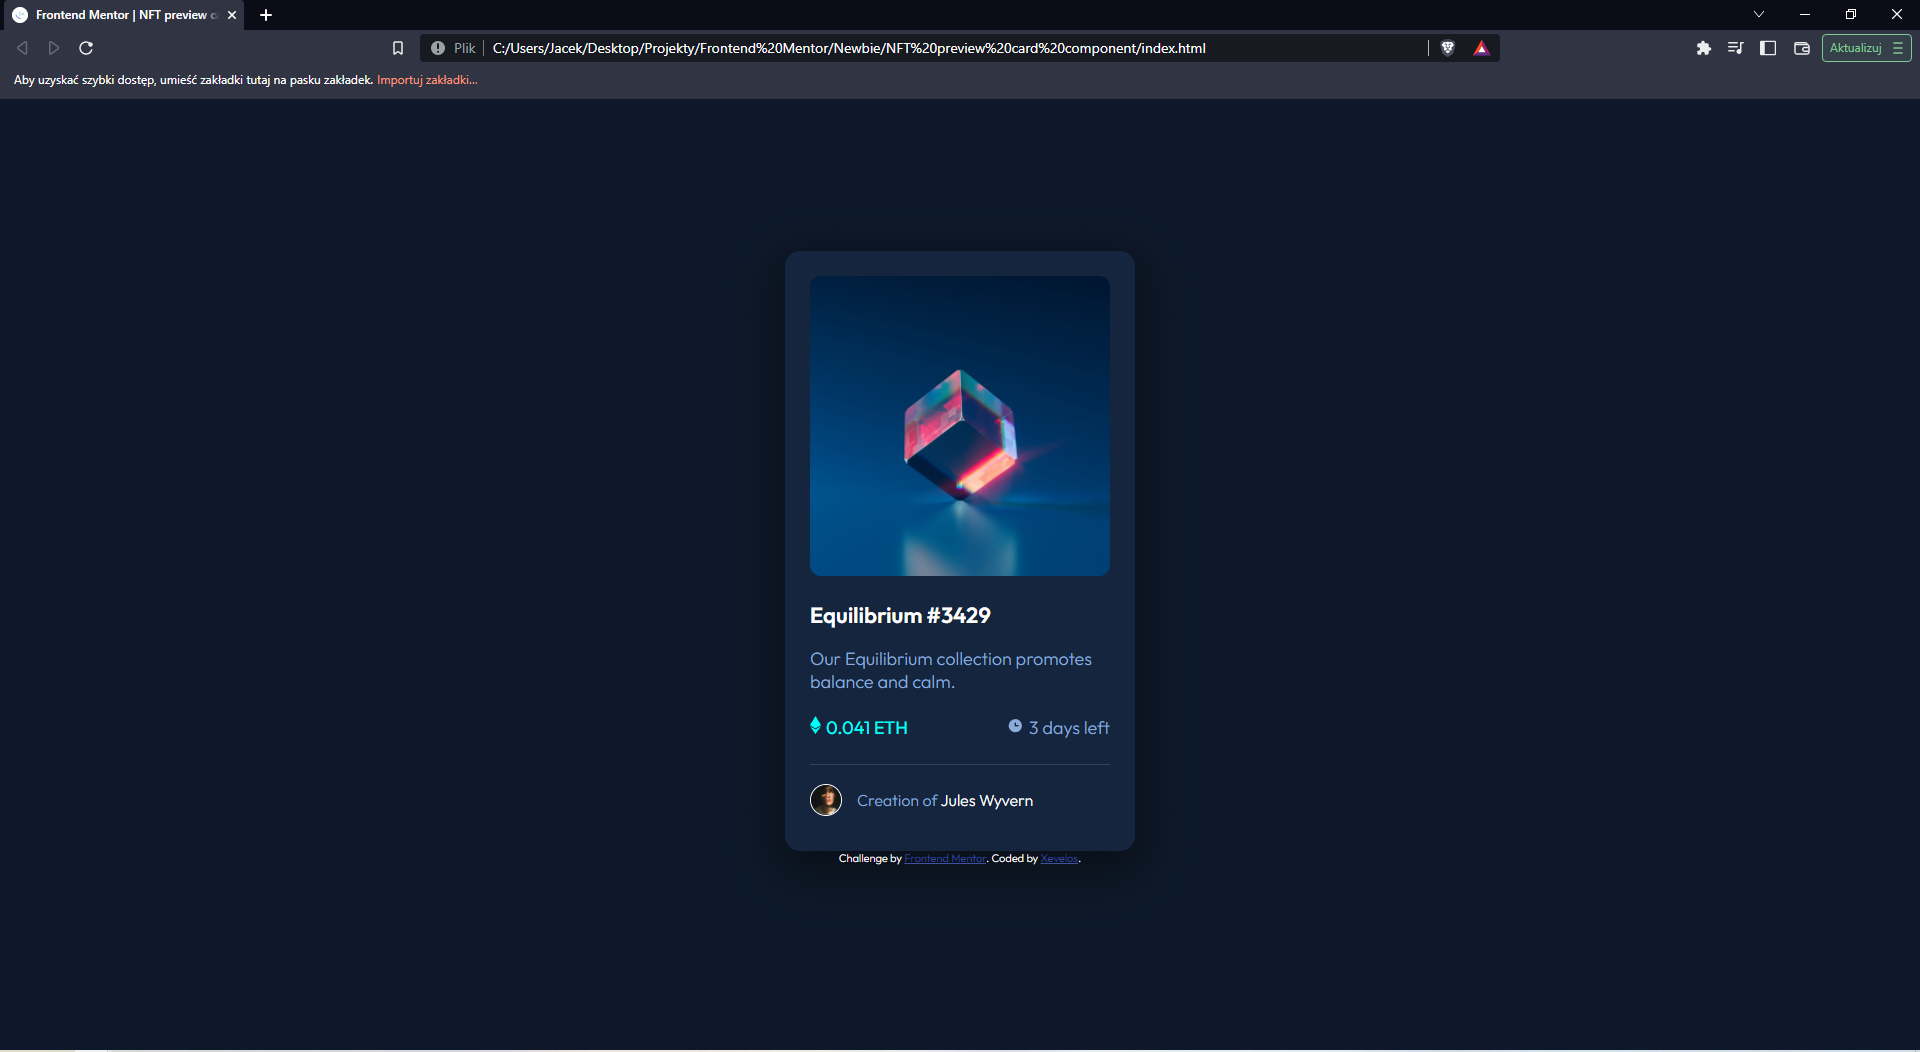 Frontend Mentor | NFT preview c
Plik
C:/Users/Jacek/Desktop/Projekty/Frontend%20Mentor/Newbie/NFT%20preview%20card%20component/index.html
Aktualizuj
Aby uzyskać szybki dostęp, umieść zakładki tutaj na pasku zakładek. Importuj zakładki...
Equilibrium #3429
Our Equilibrium collection promotes
balance and calm.
0.041 ETH
3 days left
Creation of Jules Wyvern
Challenge by Frontend Mentor. Coded by Xevelos.